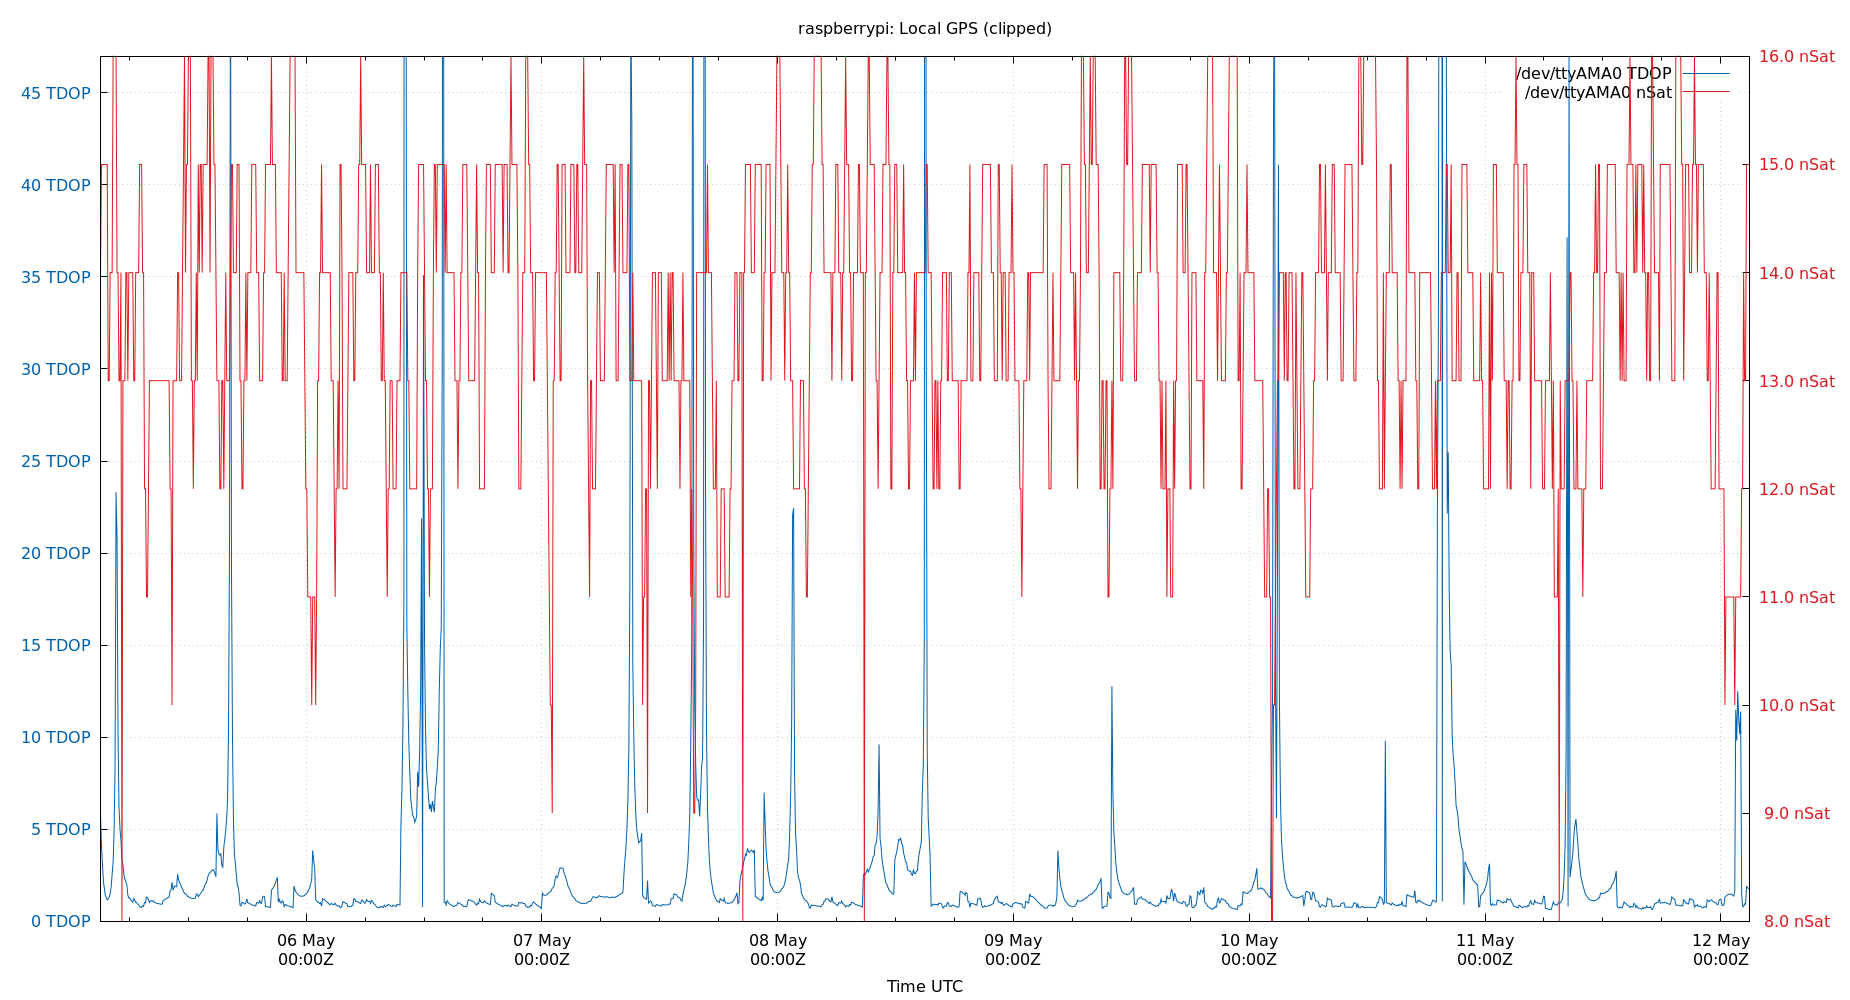 raspberrypi: Local GPS (clipped)
16.0 nSat
/dev/ttyAMA0 TDOP
/dev/ttyAMA0 nSat
45 TDOP
15.0 nSat
40 TDOP
14.0 nSat
35 TDOP
30 TDOP
13.0 nSat
25 TDOP
12.0 nSat
20 TDOP
11.0 nSat
15 TDOP
10.0 nSat
10 TDOP
9.0 nSat
5 TDOP
0 TDOP
8.0 nSat
06 May 07 May 08 May 09 May 10 May 11 May 12 May
00:00Z 00:00Z 00:00Z 00:00Z 00:00Z 00:00Z 00:00Z
Time UTC